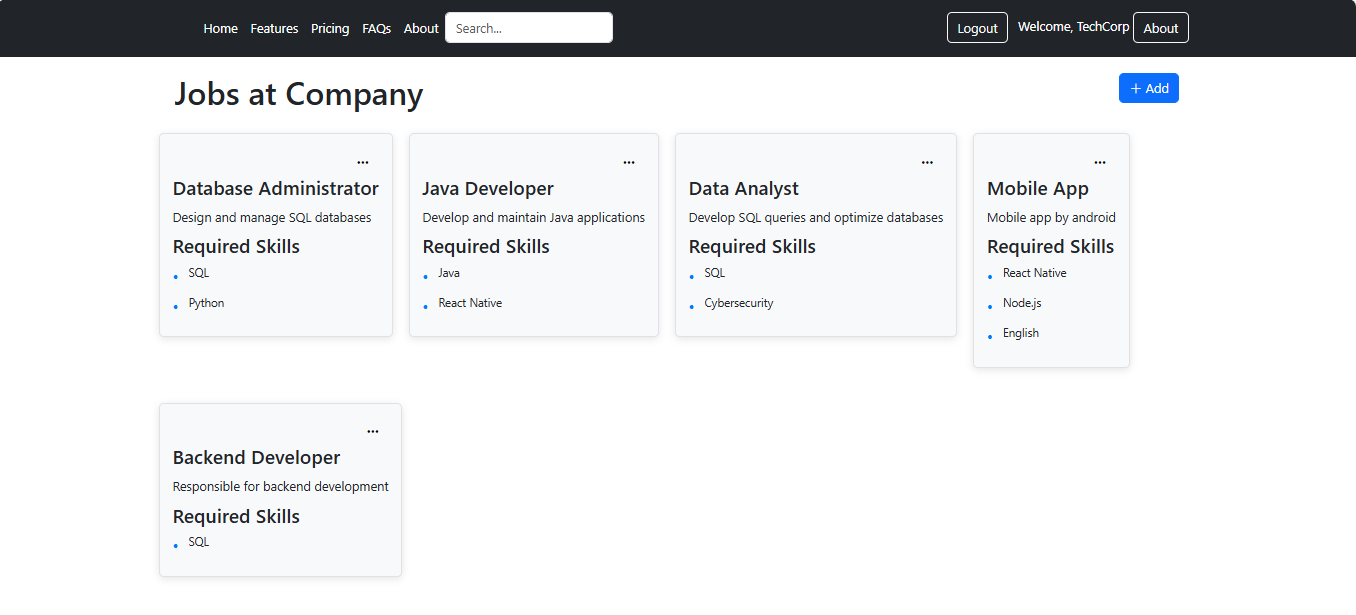 Home Features Pricing FAQs About Search... Logout Welcome, TechCorp About
Jobs at Company + Add
...
Database Administrator
Design and manage SQL databases
Required Skills
• SQL
• Python
...
Java Developer
Develop and maintain Java applications
Required Skills
• Java
• React Native
...
Data Analyst
Develop SQL queries and optimize databases
Required Skills
• SQL
• Cybersecurity
...
Mobile App
Mobile app by android
Required Skills
• React Native
• Node.js
• English
...
Backend Developer
Responsible for backend development
Required Skills
• SQL